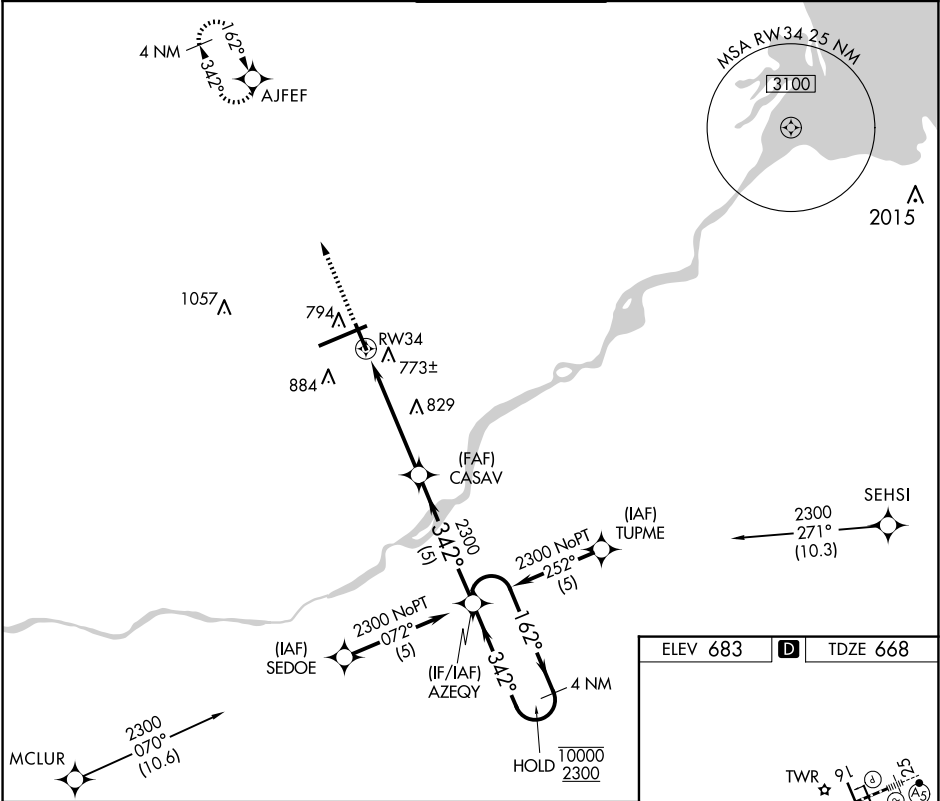 4 NM
162°
342°
AJFEF
MSA RW34 25 NM
3100
2015
1057
794
RW34
773±
884
829
(FAF)
CASAV
SEHSI
2300
271°
(10.3)
(IAF)
TUPME
2300 NoPT
252°
(5)
2300
342°
(5)
2300 NoPT
072°
(5)
(IAF)
SEDOE
(IF/IAF)
AZEQY
162°
342°
4 NM
HOLD
10000
2300
MCLUR
2300
070°
(10.6)
ELEV 683
D
TDZE 668
TWR
16
P
25
A5